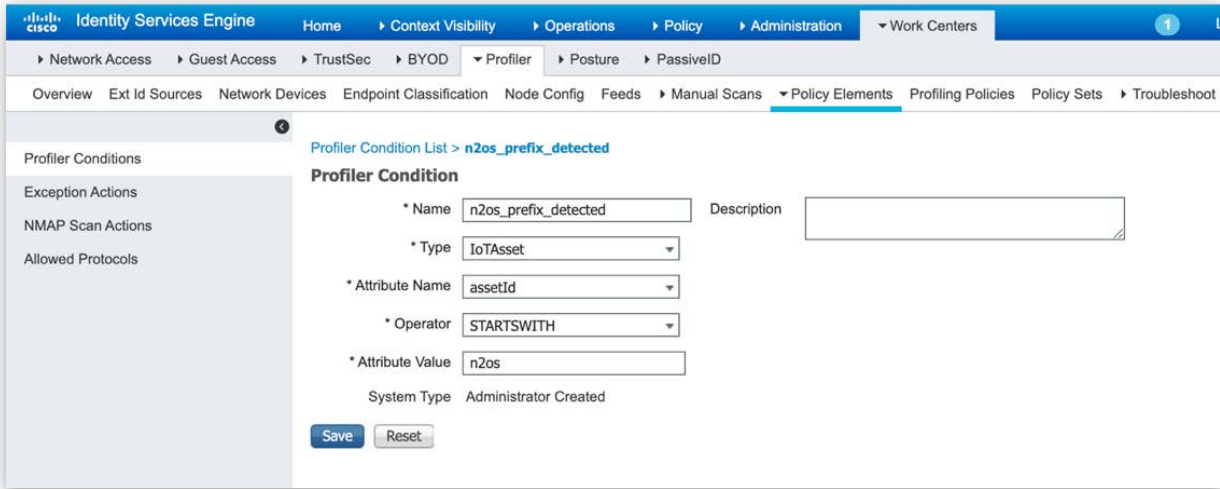 cisco Identity Services Engine Home Context Visibility Operations Policy Administration Work Centers 1
Network Access Guest Access TrustSec BYOD Profiler Posture PassiveID
Overview Ext Id Sources Network Devices Endpoint Classification Node Config Feeds Manual Scans Policy Elements Profiling Policies Policy Sets Troubleshoot
Profiler Conditions
Exception Actions
NMAP Scan Actions
Allowed Protocols
Profiler Condition List > n2os_prefix_detected
Profiler Condition
* Name n2os_prefix_detected Description
* Type IoTAsset
* Attribute Name assetId
* Operator STARTSWITH
* Attribute Value n2os
System Type Administrator Created
Save Reset